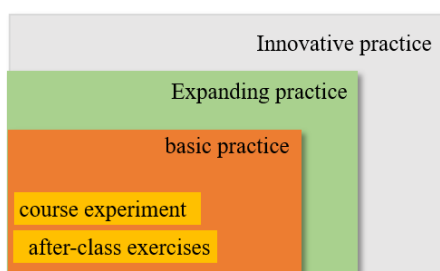 Innovative practice
Expanding practice
basic practice
course experiment
after-class exercises